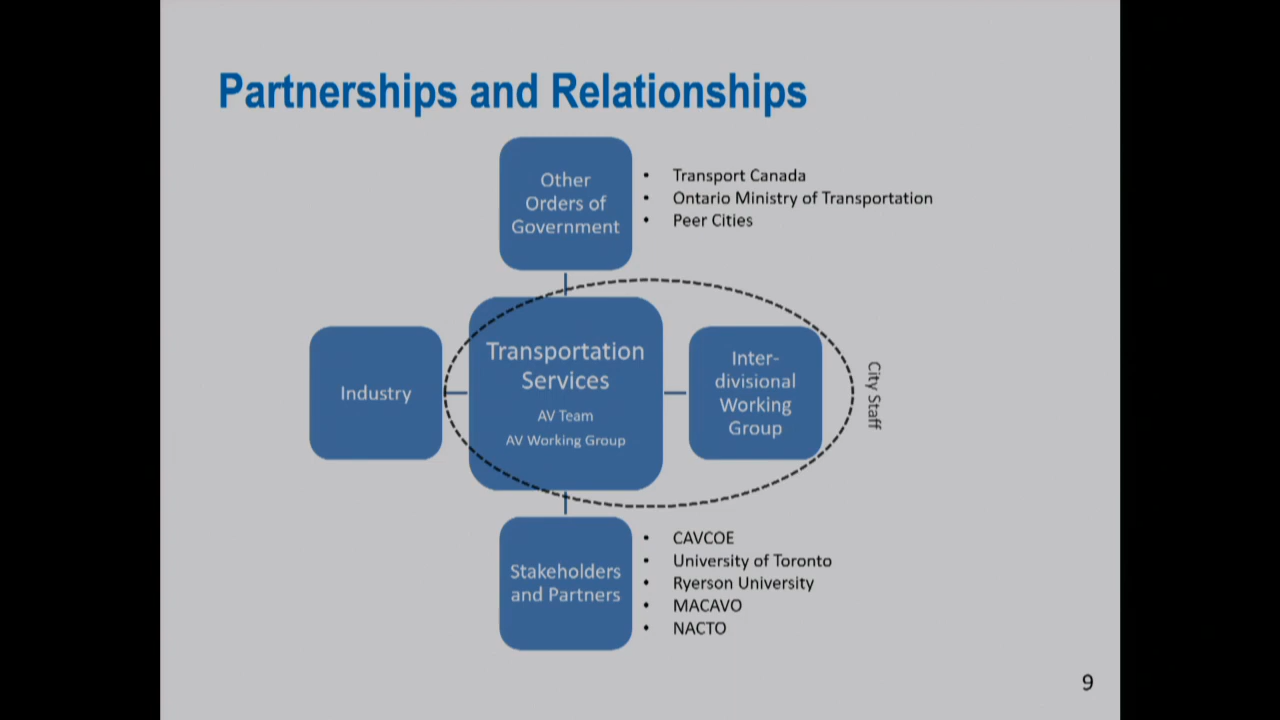 Partnerships and Relationships
Other
Orders of
Government
• Transport Canada
• Ontario Ministry of Transportation
• Peer Cities
Industry
Transportation
Services
AV Team
AV Working Group
Inter-
divisional
Working
Group
City Staff
Stakeholders
and Partners
• CAVCOE
• University of Toronto
• Ryerson University
• MACAVO
• NACTO
9